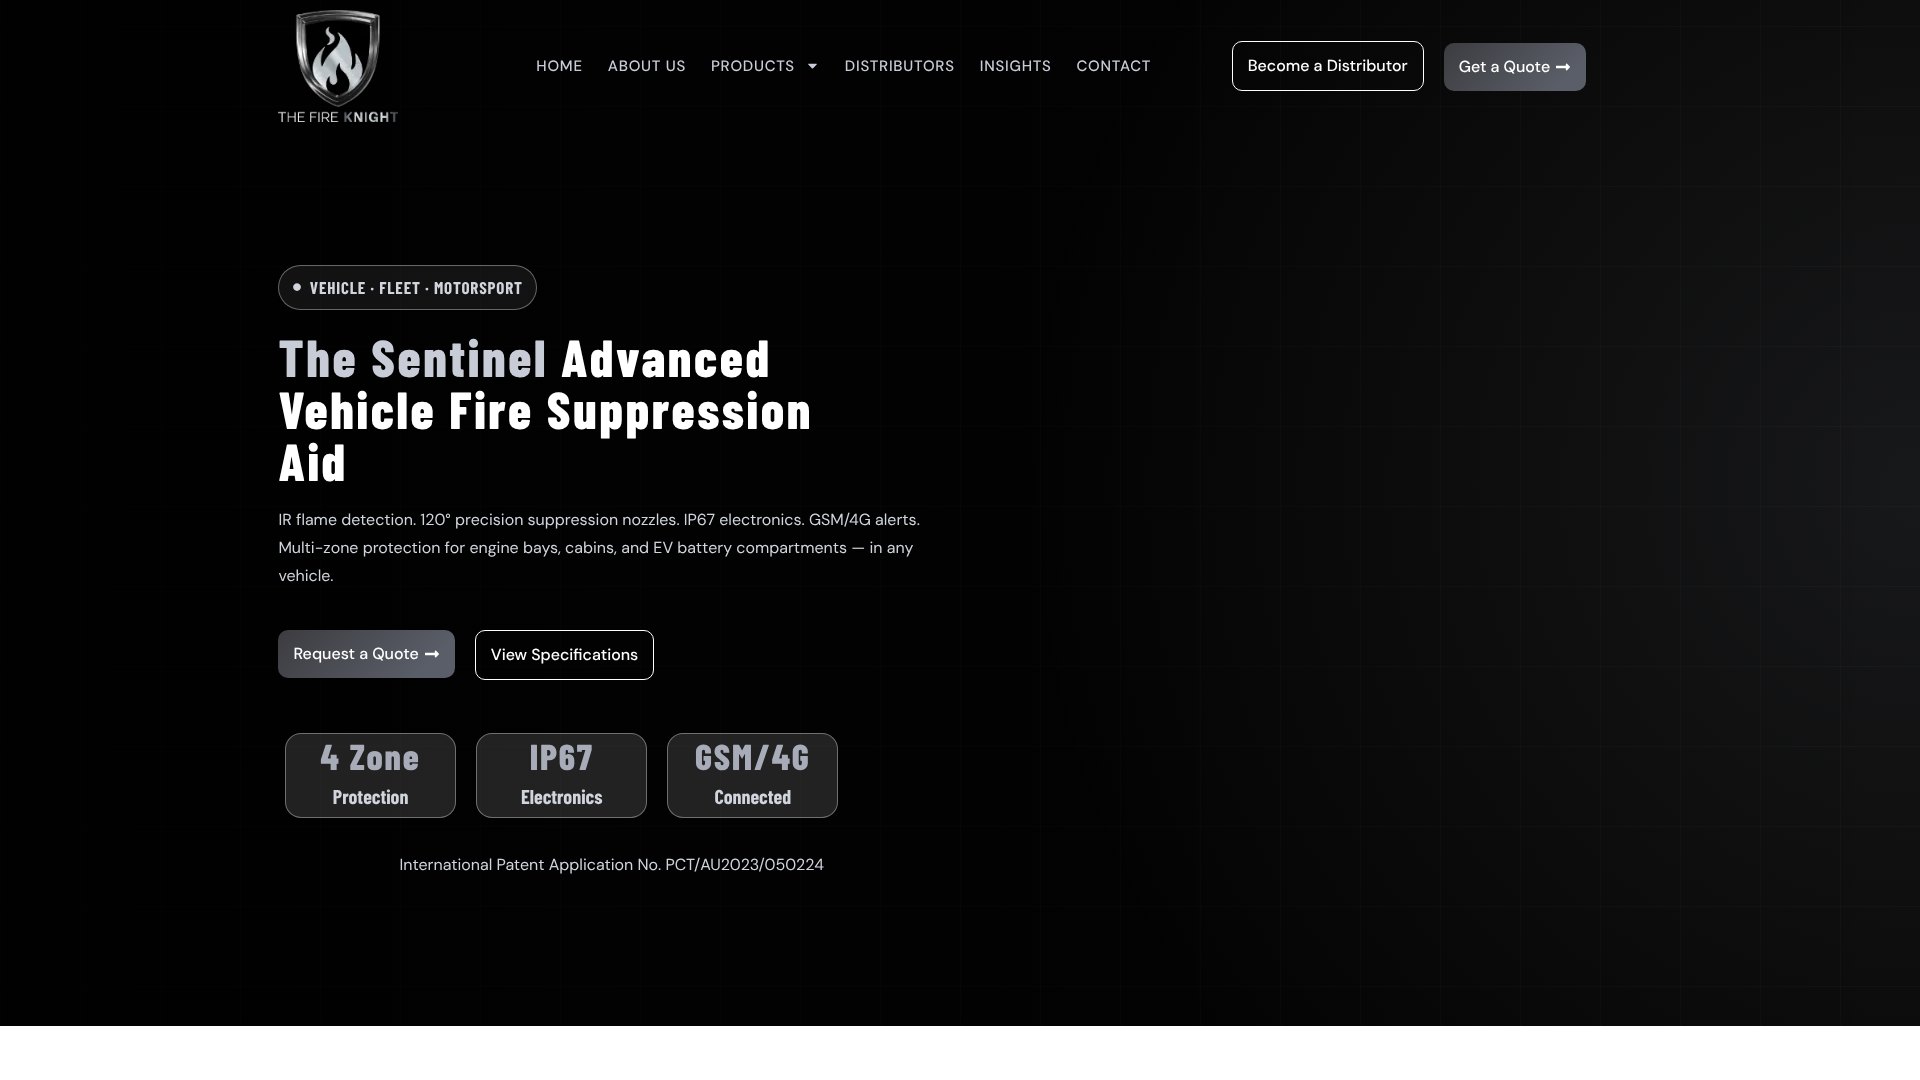 THE FIRE KNIGHT
HOME
ABOUT US
PRODUCTS
DISTRIBUTORS
INSIGHTS
CONTACT
Become a Distributor
Get a Quote
VEHICLE · FLEET · MOTORSPORT
The Sentinel Advanced
Vehicle Fire Suppression
Aid
IR flame detection. 120° precision suppression nozzles. IP67 electronics. GSM/4G alerts.
Multi-zone protection for engine bays, cabins, and EV battery compartments — in any
vehicle.
Request a Quote
View Specifications
4 Zone
Protection
IP67
Electronics
GSM/4G
Connected
International Patent Application No. PCT/AU2023/050224